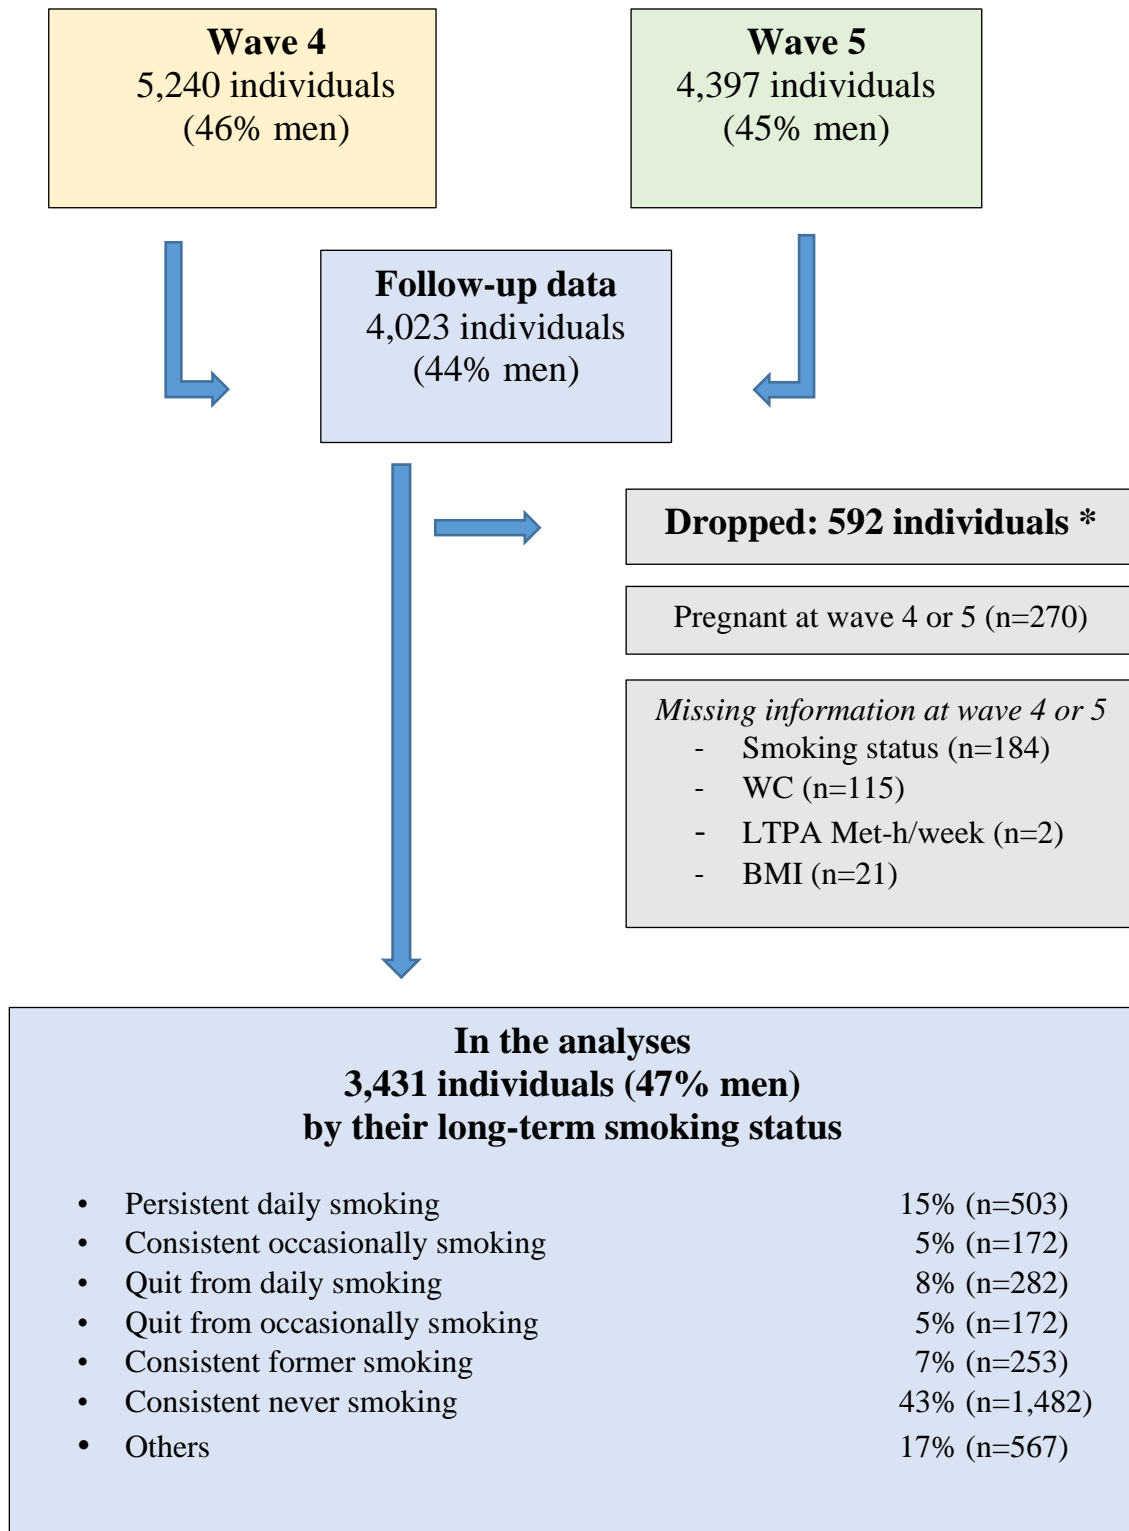 Wave 4
5,240 individuals
(46% men)
Wave 5
4,397 individuals
(45% men)
Follow-up data
4,023 individuals
(44% men)
Dropped: 592 individuals *
Pregnant at wave 4 or 5 (n=270)
Missing information at wave 4 or 5
- Smoking status (n=184)
- WC (n=115)
- LTPA Met-h/week (n=2)
- BMI (n=21)
In the analyses
3,431 individuals (47% men)
by their long-term smoking status
• Persistent daily smoking 15% (n=503)
• Consistent occasionally smoking 5% (n=172)
• Quit from daily smoking 8% (n=282)
• Quit from occasionally smoking 5% (n=172)
• Consistent former smoking 7% (n=253)
• Consistent never smoking 43% (n=1,482)
• Others 17% (n=567)